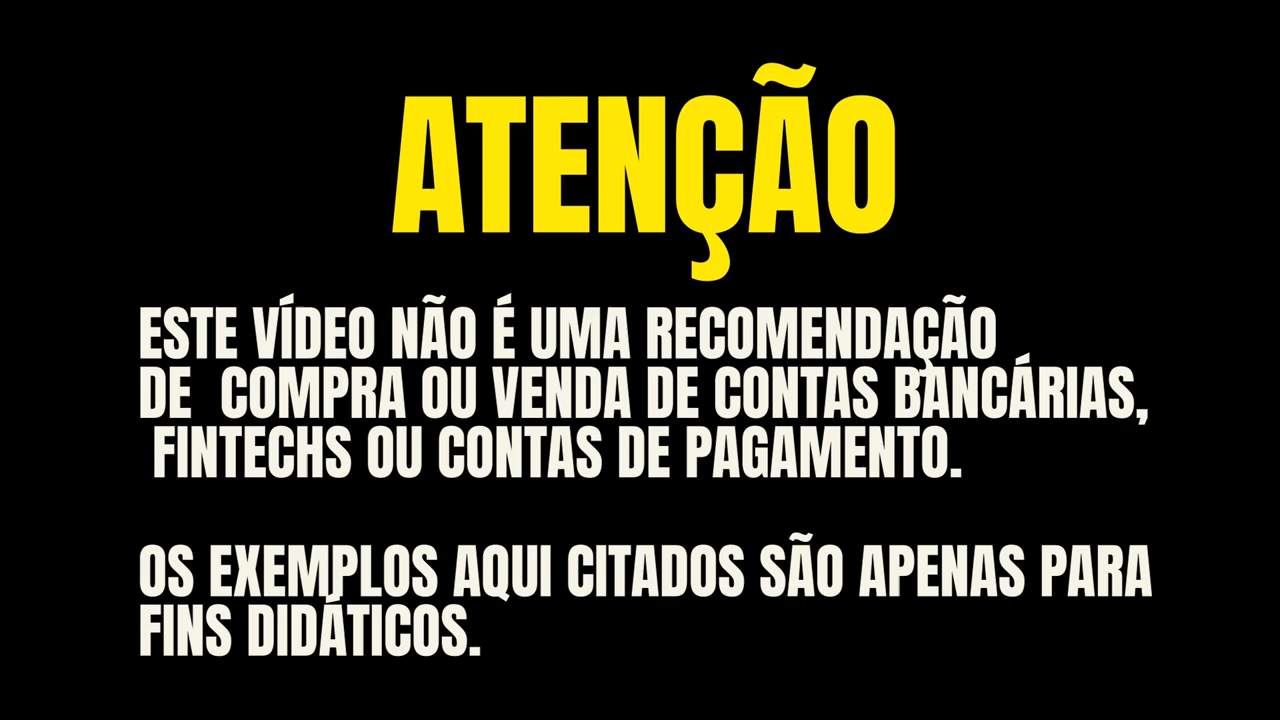 ATENÇÃO
ESTE VÍDEO NÃO É UMA RECOMENDAÇÃO
DE COMPRA OU VENDA DE CONTAS BANCÁRIAS,
FINTECHS OU CONTAS DE PAGAMENTO.
OS EXEMPLOS AQUI CITADOS SÃO APENAS PARA
FINS DIDÁTICOS.